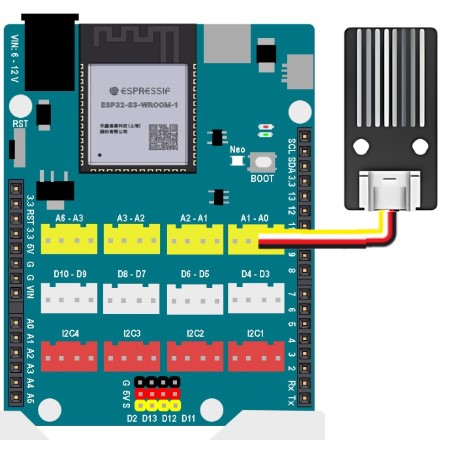 VIN: 6 - 12 V
ESPRESSIF
ESP32-S3-WROOM-1
RST
Neo
BOOT
SCL
SDA
3.3
13
12
11
9
8
7
6
5
4
3
2
Rx
Tx
3.3
RST
3.3
5V
G
G
VIN
A0
A1
A2
A3
A4
A6 - A3
A3 - A2
A2 - A1
A1 - A0
D10 - D9
D8 - D7
D6 - D5
D4 - D3
I2C4
I2C3
I2C2
I2C1
G
5V
S
D2 D13 D12 D11